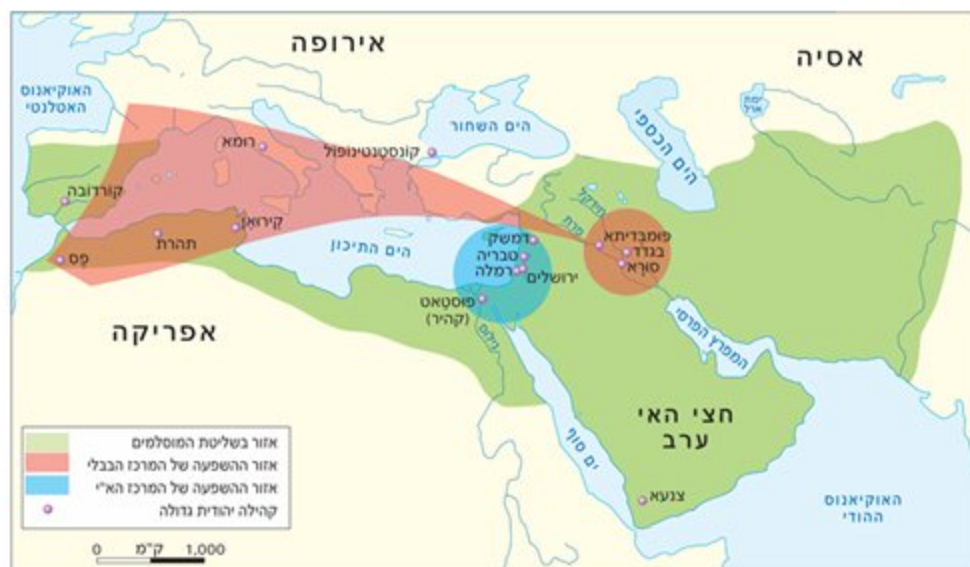 אירופה
אסיה
האוקיאנוס
האטלנטי
ימת
ארל
הים הכספי
הים השחור
קונסטנטינופול
רומא
קורדובה
קירואן
תהרת
פס
הים התיכון
חידקל
פרת
פומבדיתא
בגדד
סורא
דמשק
טבריה
רמלה
ירושלים
פוסטאט
(קהיר)
נילוס
אפריקה
המפרץ הפרסי
חצי האי
ערב
ים סוף
צנעא
האוקיאנוס
ההודי
אזור בשליטת המוסלמים
אזור ההשפעה של המרכז הבבלי
אזור ההשפעה של המרכז הא"י
קהילה יהודית גדולה
0 ק"מ 1,000